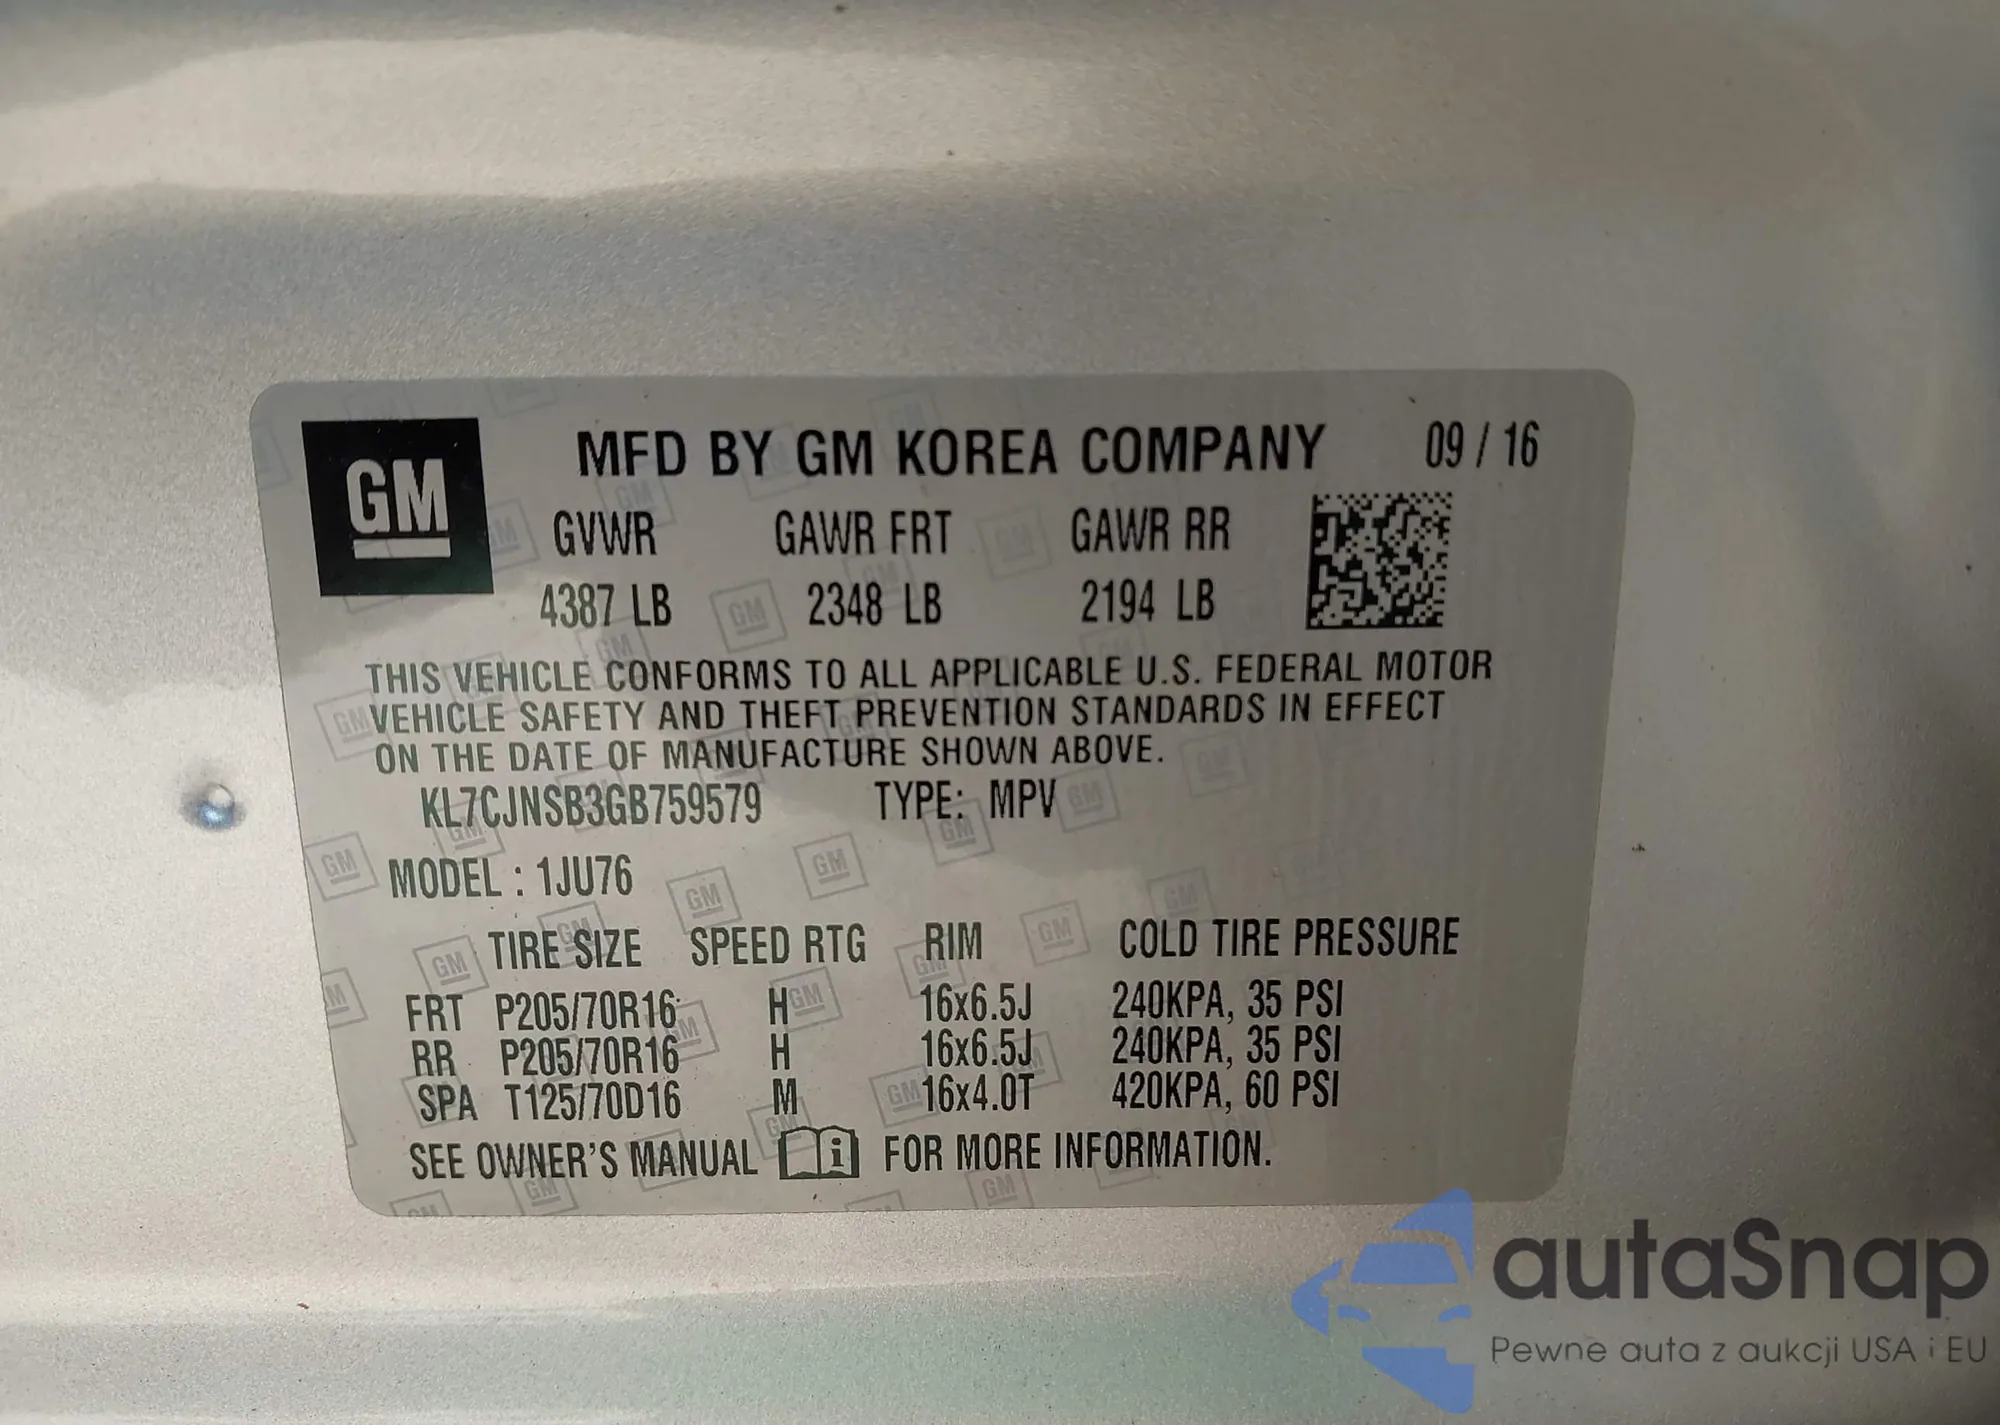 GM
MFD BY GM KOREA COMPANY 09 / 16
GVWR GAWR FRT GAWR RR
4387 LB 2348 LB 2194 LB
THIS VEHICLE CONFORMS TO ALL APPLICABLE U.S. FEDERAL MOTOR
VEHICLE SAFETY AND THEFT PREVENTION STANDARDS IN EFFECT
ON THE DATE OF MANUFACTURE SHOWN ABOVE.
KL7CJNSB3GB759579 TYPE: MPV
MODEL : 1JU76
TIRE SIZE SPEED RTG RIM COLD TIRE PRESSURE
FRT P205/70R16 H 16x6.5J 240KPA, 35 PSI
RR P205/70R16 H 16x6.5J 240KPA, 35 PSI
SPA T125/70D16 M 16x4.0T 420KPA, 60 PSI
SEE OWNER'S MANUAL i FOR MORE INFORMATION.
autaSnap
Pewne auta z aukcji USA i EU